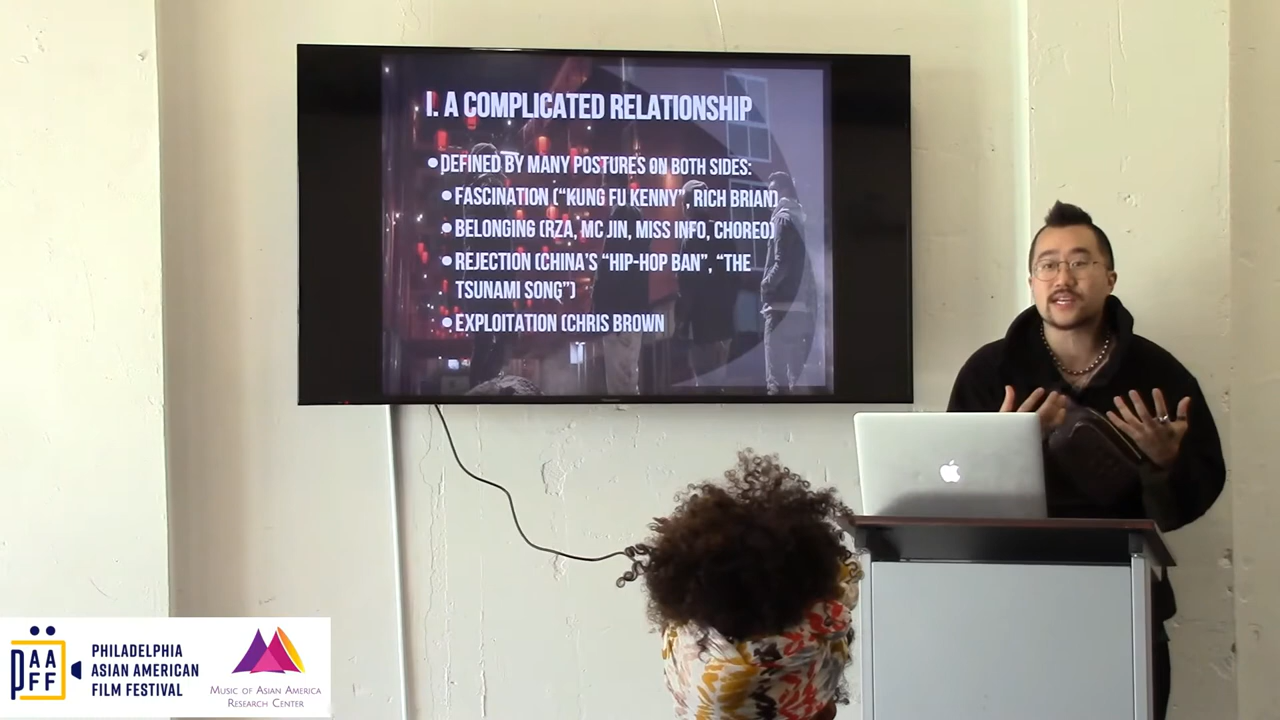 I. A COMPLICATED RELATIONSHIP
•DEFINED BY MANY POSTURES ON BOTH SIDES:
•FASCINATION ("KUNG FU KENNY", RICH BRIAN)
•BELONGING (RZA, MC JIN, MISS INFO, CHOREO)
•REJECTION (CHINA'S "HIP-HOP BAN", "THE
TSUNAMI SONG")
•EXPLOITATION (CHRIS BROWN
PAAFF
PHILADELPHIA
ASIAN AMERICAN
FILM FESTIVAL
MUSIC OF ASIAN AMERICA
RESEARCH CENTER